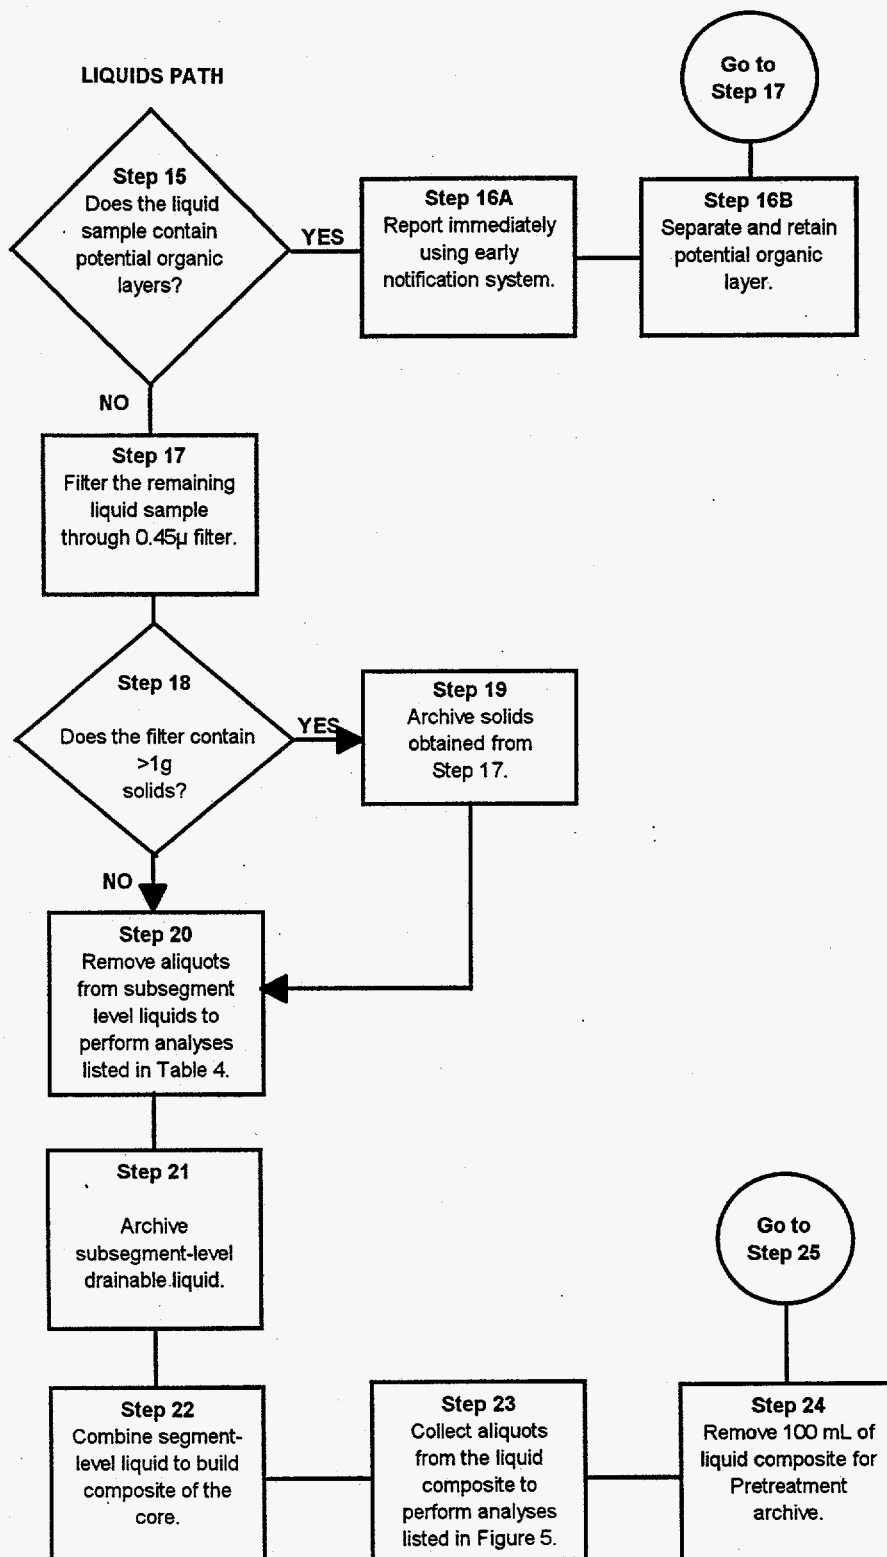 LIQUIDS PATH
Go to
Step 17
Step 15
Does the liquid
sample contain
potential organic
layers?
YES
Step 16A
Report immediately
using early
notification system.
Step 16B
Separate and retain
potential organic
layer.
NO
Step 17
Filter the remaining
liquid sample
through 0.45µ filter.
Step 18
Does the filter contain
>1g
solids?
YES
Step 19
Archive solids
obtained from
Step 17.
NO
Step 20
Remove aliquots
from subsegment
level liquids to
perform analyses
listed in Table 4.
Step 21
Archive
subsegment-level
drainable liquid.
Go to
Step 25
Step 22
Combine segment-
level liquid to build
composite of the
core.
Step 23
Collect aliquots
from the liquid
composite to
perform analyses
listed in Figure 5.
Step 24
Remove 100 mL of
liquid composite for
Pretreatment
archive.